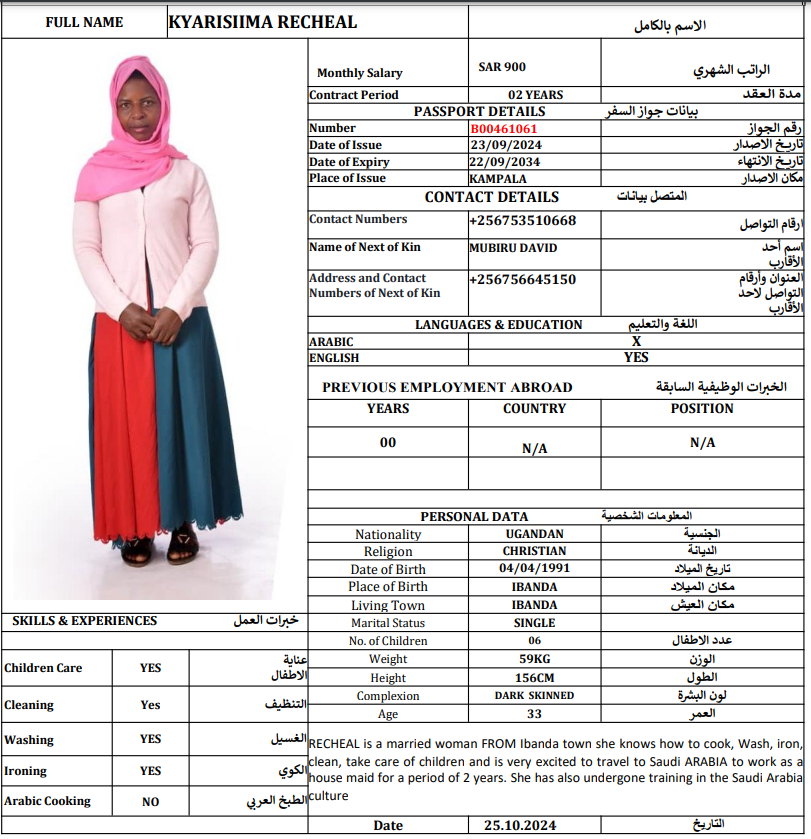 FULL NAME KYARISIIMA RECHEAL الاسم بالكامل
Monthly Salary SAR 900 الراتب الشهري
Contract Period 02 YEARS مدة العقد
PASSPORT DETAILS بيانات جواز السفر
Number B00461061 رقم الجواز
Date of Issue 23/09/2024 تاريخ الاصدار
Date of Expiry 22/09/2034 تاريخ الانتهاء
Place of Issue KAMPALA مكان الاصدار
CONTACT DETAILS المتصل بيانات
Contact Numbers +256753510668 ارقام التواصل
Name of Next of Kin MUBIRU DAVID اسم أحد
الأقارب
Address and Contact +256756645150 العنوان وأرقام
Numbers of Next of Kin التواصل لاحد
الأقارب
LANGUAGES & EDUCATION اللغة والتعليم
ARABIC X
ENGLISH YES
PREVIOUS EMPLOYMENT ABROAD الخبرات الوظيفية السابقة
YEARS COUNTRY POSITION
00 N/A N/A
PERSONAL DATA المعلومات الشخصية
Nationality UGANDAN الجنسية
Religion CHRISTIAN الديانة
Date of Birth 04/04/1991 تاريخ الميلاد
Place of Birth IBANDA مكان الميلاد
Living Town IBANDA مكان العيش
Marital Status SINGLE
No. of Children 06 عدد الاطفال
Weight 59KG الوزن
Height 156CM الطول
Complexion DARK SKINNED لون البشرة
Age 33 العمر
SKILLS & EXPERIENCES خبرات العمل
Children Care YES عناية
الاطفال
Cleaning Yes التنظيف
Washing YES الغسيل
Ironing YES الكوي
Arabic Cooking NO الطبخ العربي
RECHEAL is a married woman FROM Ibanda town she knows how to cook, Wash, iron,
clean, take care of children and is very excited to travel to Saudi ARABIA to work as a
house maid for a period of 2 years. She has also undergone training in the Saudi Arabia
culture
Date 25.10.2024 التاريخ